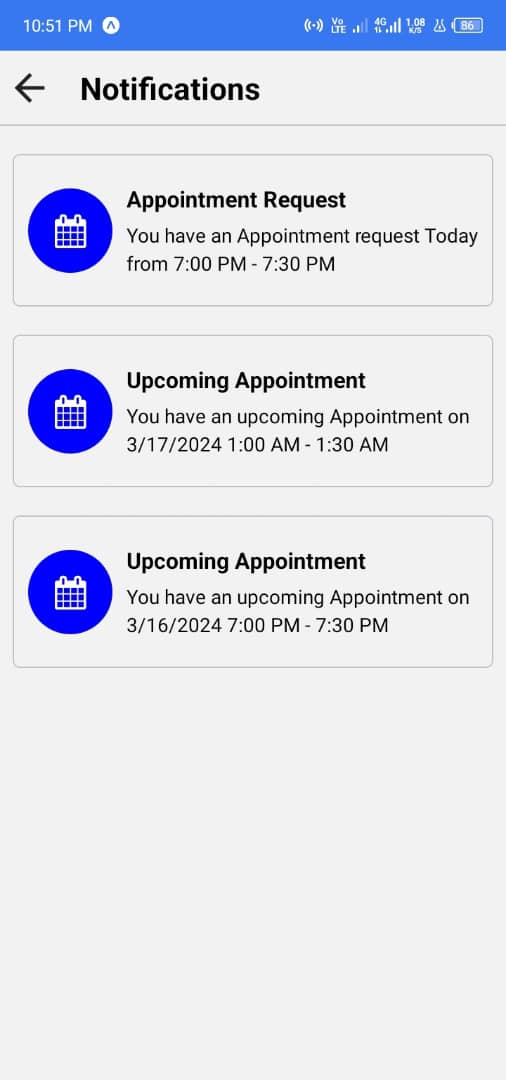 10:51 PM
Vo LTE 4G 1.08 K/S 86
Notifications
Appointment Request
You have an Appointment request Today
from 7:00 PM - 7:30 PM
Upcoming Appointment
You have an upcoming Appointment on
3/17/2024 1:00 AM - 1:30 AM
Upcoming Appointment
You have an upcoming Appointment on
3/16/2024 7:00 PM - 7:30 PM